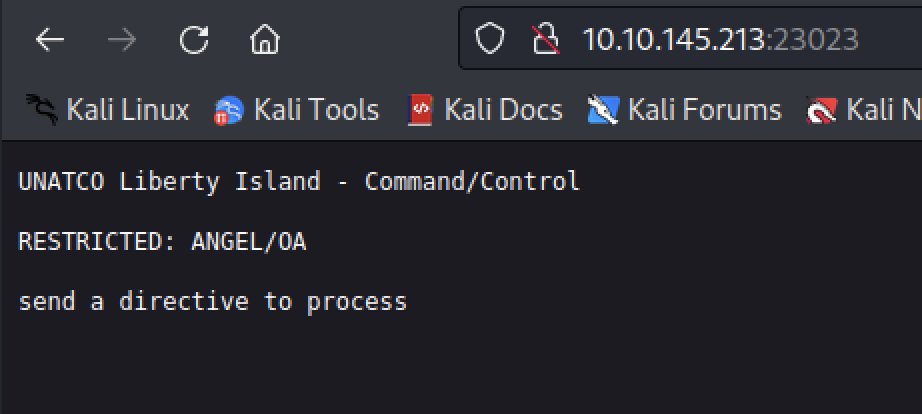 10.10.145.213:23023
Kali Linux Kali Tools Kali Docs Kali Forums Kali N
UNATCO Liberty Island - Command/Control
RESTRICTED: ANGEL/OA
send a directive to process